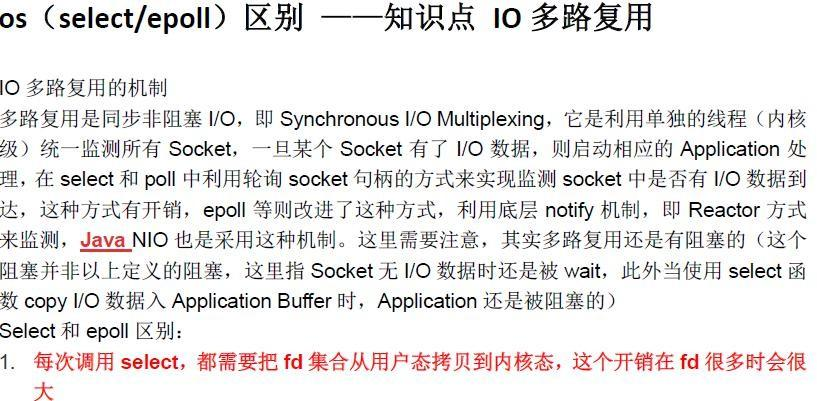 os（select/epoll）区别 ——知识点 IO 多路复用
IO 多路复用的机制
多路复用是同步非阻塞 I/O，即 Synchronous I/O Multiplexing，它是利用单独的线程（内核
级）统一监测所有 Socket，一旦某个 Socket 有了 I/O 数据，则启动相应的 Application 处
理，在 select 和 poll 中利用轮询 socket 句柄的方式来实现监测 socket 中是否有 I/O 数据到
达，这种方式有开销，epoll 等则改进了这种方式，利用底层 notify 机制，即 Reactor 方式
来监测，Java NIO 也是采用这种机制。这里需要注意，其实多路复用还是有阻塞的（这个
阻塞并非以上定义的阻塞，这里指 Socket 无 I/O 数据时还是被 wait，此外当使用 select 函
数 copy I/O 数据入 Application Buffer 时，Application 还是被阻塞的）
Select 和 epoll 区别：
1. 每次调用 select，都需要把 fd 集合从用户态拷贝到内核态，这个开销在 fd 很多时会很
大